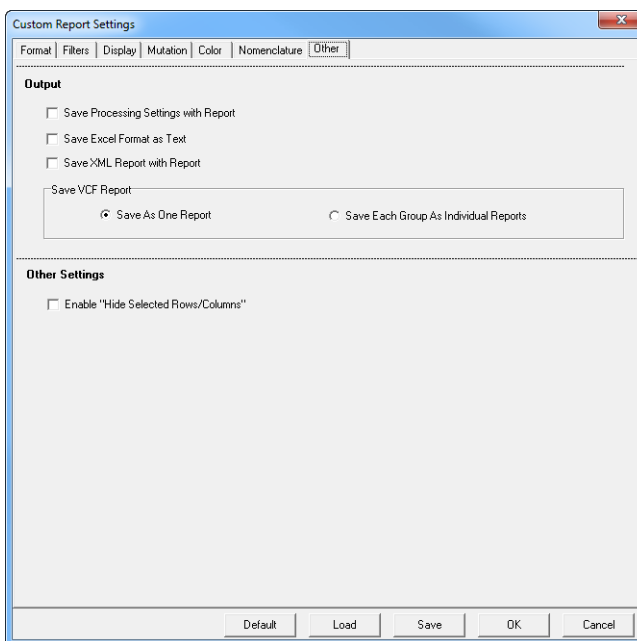 Custom Report Settings
Format Filters Display Mutation Color Nomenclature Other
Output
Save Processing Settings with Report
Save Excel Format as Text
Save XML Report with Report
Save VCF Report
Save As One Report Save Each Group As Individual Reports
Other Settings
Enable "Hide Selected Rows/Columns"
Default Load Save OK Cancel